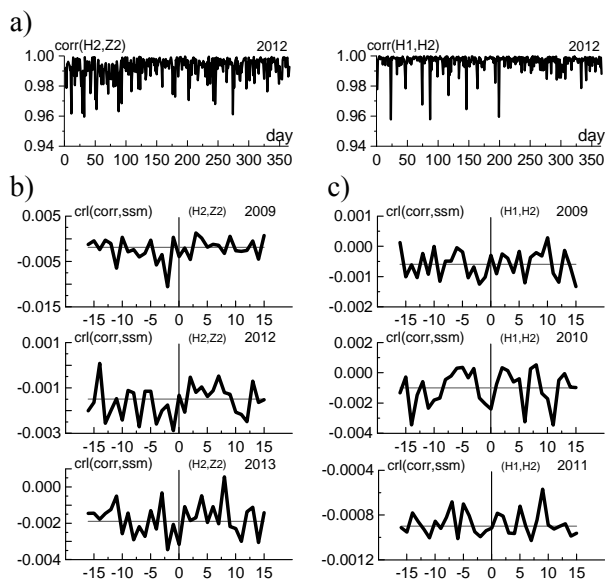 a)
corr(H2,Z2) 2012
1.00
0.98
0.96
0.94
0 50 100 150 200 250 300 350
day
corr(H1,H2) 2012
1.00
0.98
0.96
0.94
0 50 100 150 200 250 300 350
day
b)
crl(corr,ssm) (H2,Z2) 2009
0.005
-0.005
-0.015
-15 -10 -5 0 5 10 15
crl(corr,ssm) (H2,Z2) 2012
0.001
-0.001
-0.003
-15 -10 -5 0 5 10 15
crl(corr,ssm) (H2,Z2) 2013
0.000
-0.002
-0.004
-15 -10 -5 0 5 10 15
c)
crl(corr,ssm) (H1,H2) 2009
0.001
0.000
-0.001
-0.002
-15 -10 -5 0 5 10 15
crl(corr,ssm) (H1,H2) 2010
0.002
0.000
-0.002
-0.004
-15 -10 -5 0 5 10 15
crl(corr,ssm) (H1,H2) 2011
-0.0004
-0.0008
-0.0012
-15 -10 -5 0 5 10 15